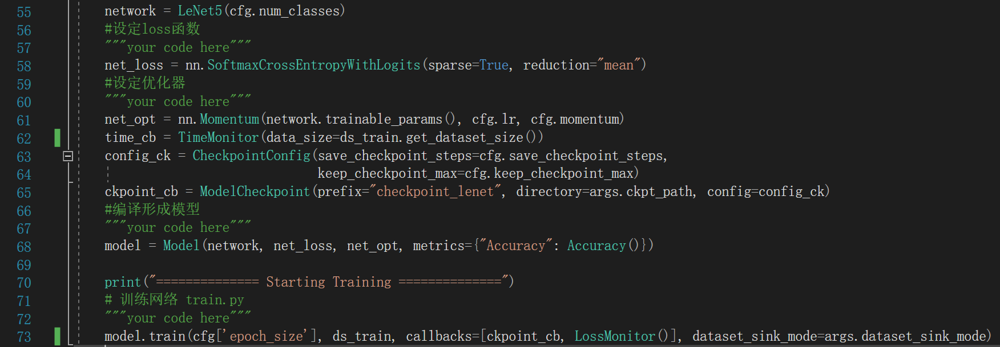 55 network = LeNet5(cfg.num_classes)
56 #设定loss函数
57 """your code here"""
58 net_loss = nn.SoftmaxCrossEntropyWithLogits(sparse=True, reduction="mean")
59 #设定优化器
60 """your code here"""
61 net_opt = nn.Momentum(network.trainable_params(), cfg.lr, cfg.momentum)
62 time_cb = TimeMonitor(data_size=ds_train.get_dataset_size())
63 config_ck = CheckpointConfig(save_checkpoint_steps=cfg.save_checkpoint_steps,
64 keep_checkpoint_max=cfg.keep_checkpoint_max)
65 ckpoint_cb = ModelCheckpoint(prefix="checkpoint_lenet", directory=args.ckpt_path, config=config_ck)
66 #编译形成模型
67 """your code here"""
68 model = Model(network, net_loss, net_opt, metrics={"Accuracy": Accuracy()})
69
70 print("============== Starting Training ==============")
71 # 训练网络 train.py
72 """your code here"""
73 model.train(cfg['epoch_size'], ds_train, callbacks=[ckpoint_cb, LossMonitor()], dataset_sink_mode=args.dataset_sink_mode)